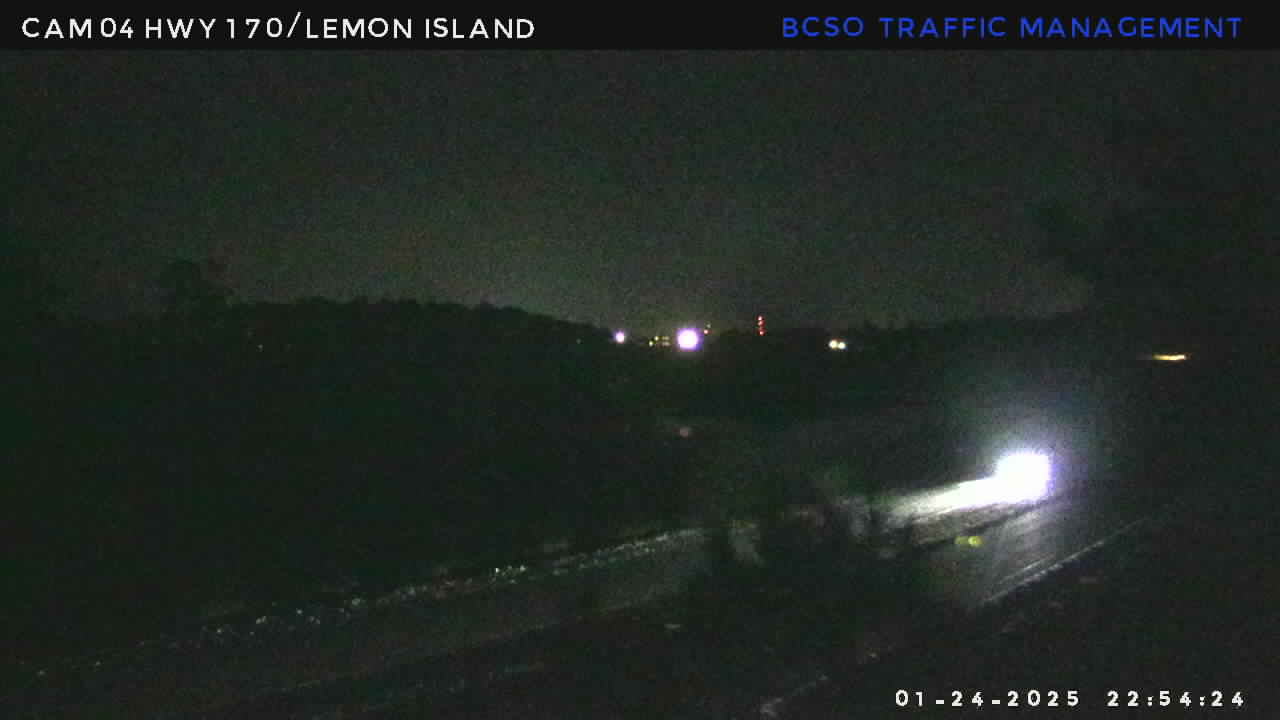 CAM04 HWY 170/LEMON ISLAND
BCSO TRAFFIC MANAGEMENT
01-24-2025 22:54:24